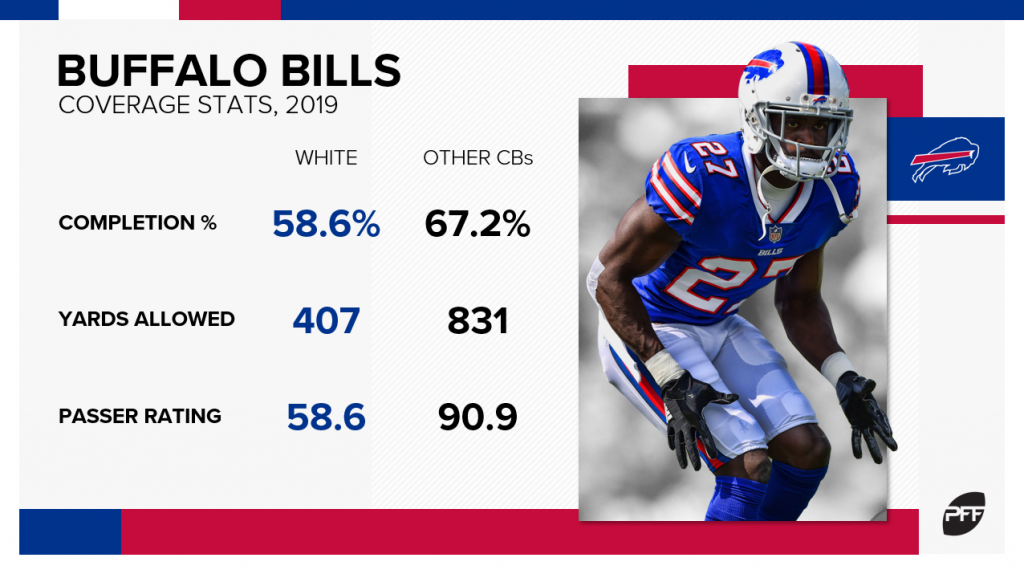 BUFFALO BILLS
COVERAGE STATS, 2019
WHITE OTHER CBs
COMPLETION % 58.6% 67.2%
YARDS ALLOWED 407 831
PASSER RATING 58.6 90.9
27
27
BILLS
27
PFF